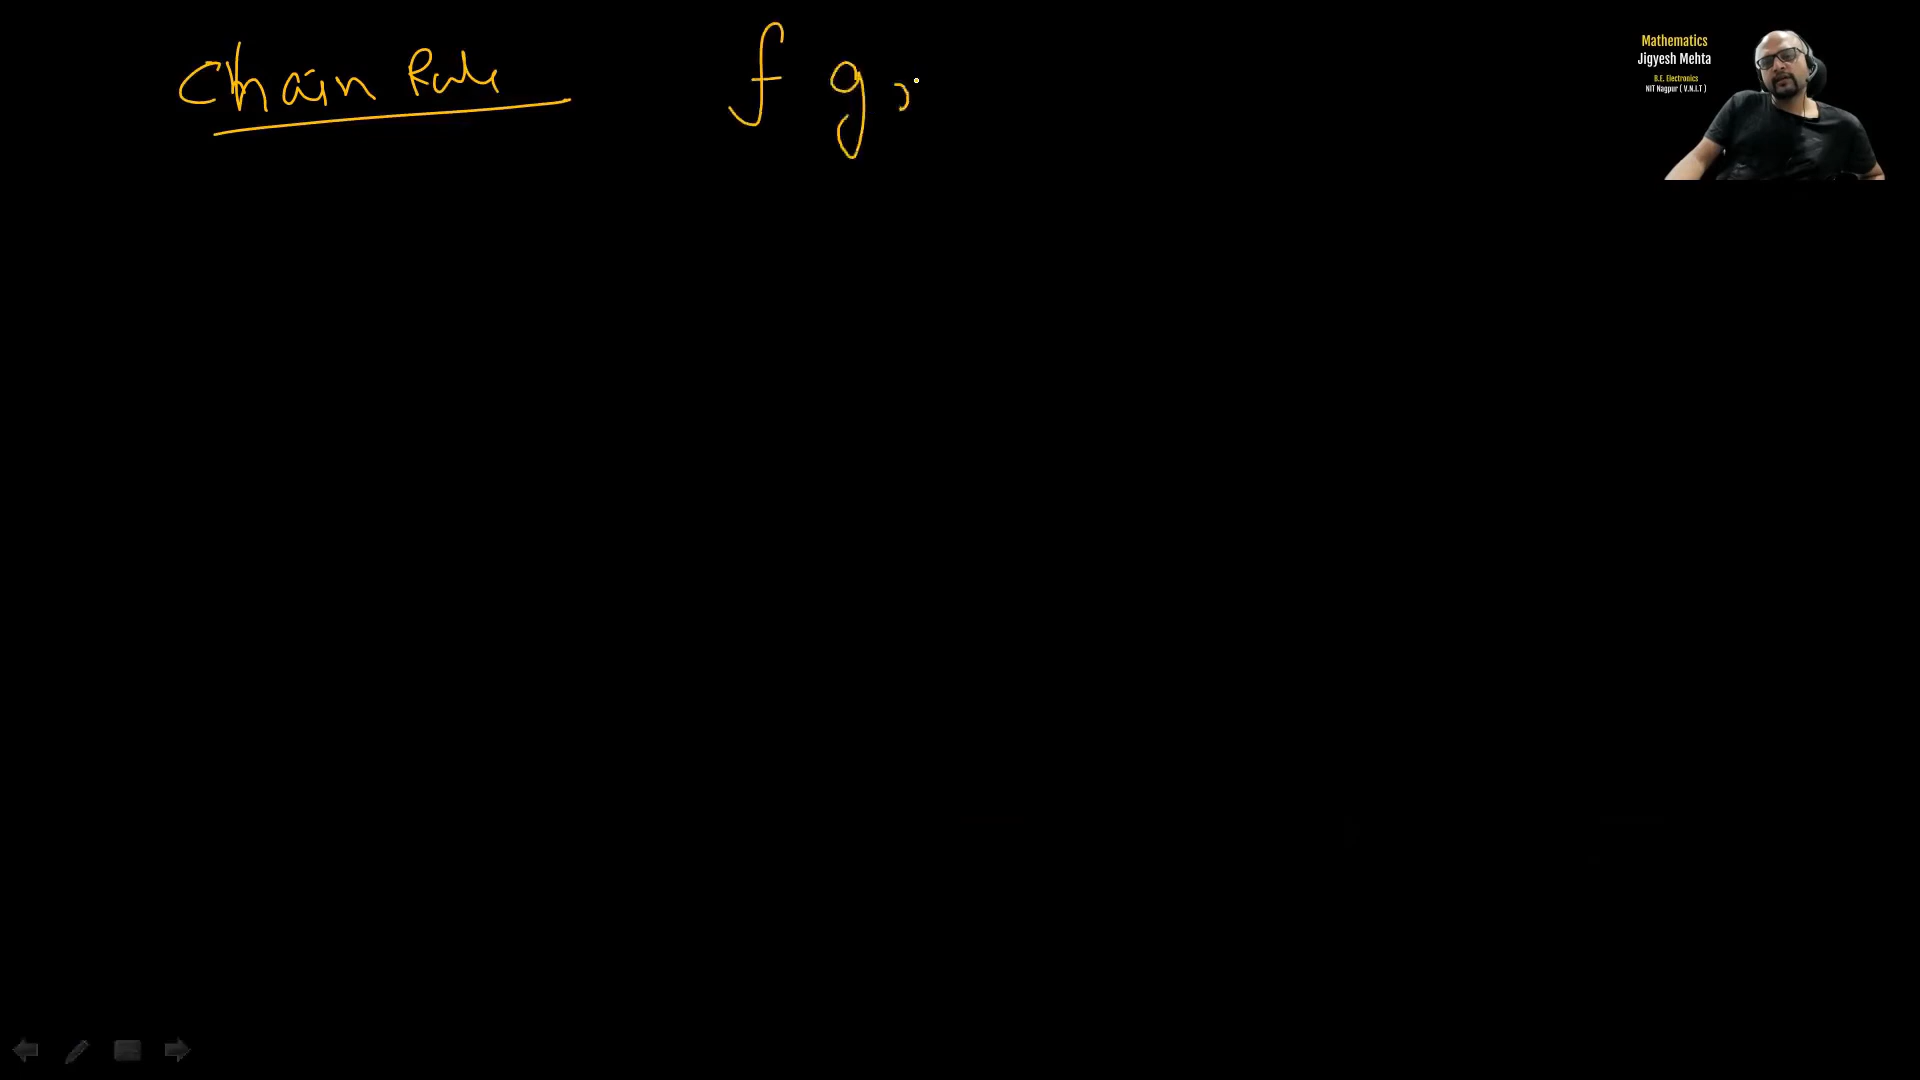 Chain Rule
f g
Mathematics
Jigyesh Mehta
B.E. Electronics
NIT Nagpur ( V.N.I.T )